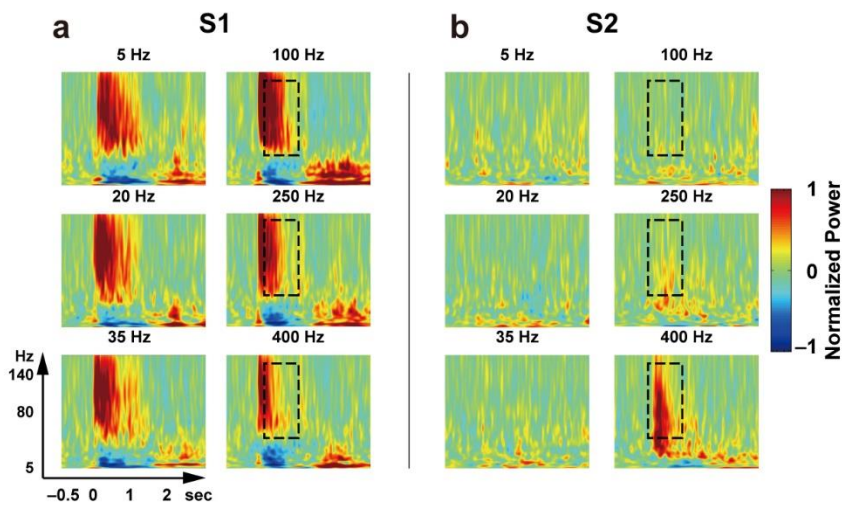 a S1
5 Hz 100 Hz
20 Hz 250 Hz
35 Hz 400 Hz
Hz
140
80
5
–0.5 0 1 2 sec
b S2
5 Hz 100 Hz
20 Hz 250 Hz
35 Hz 400 Hz
1
0
–1
Normalized Power